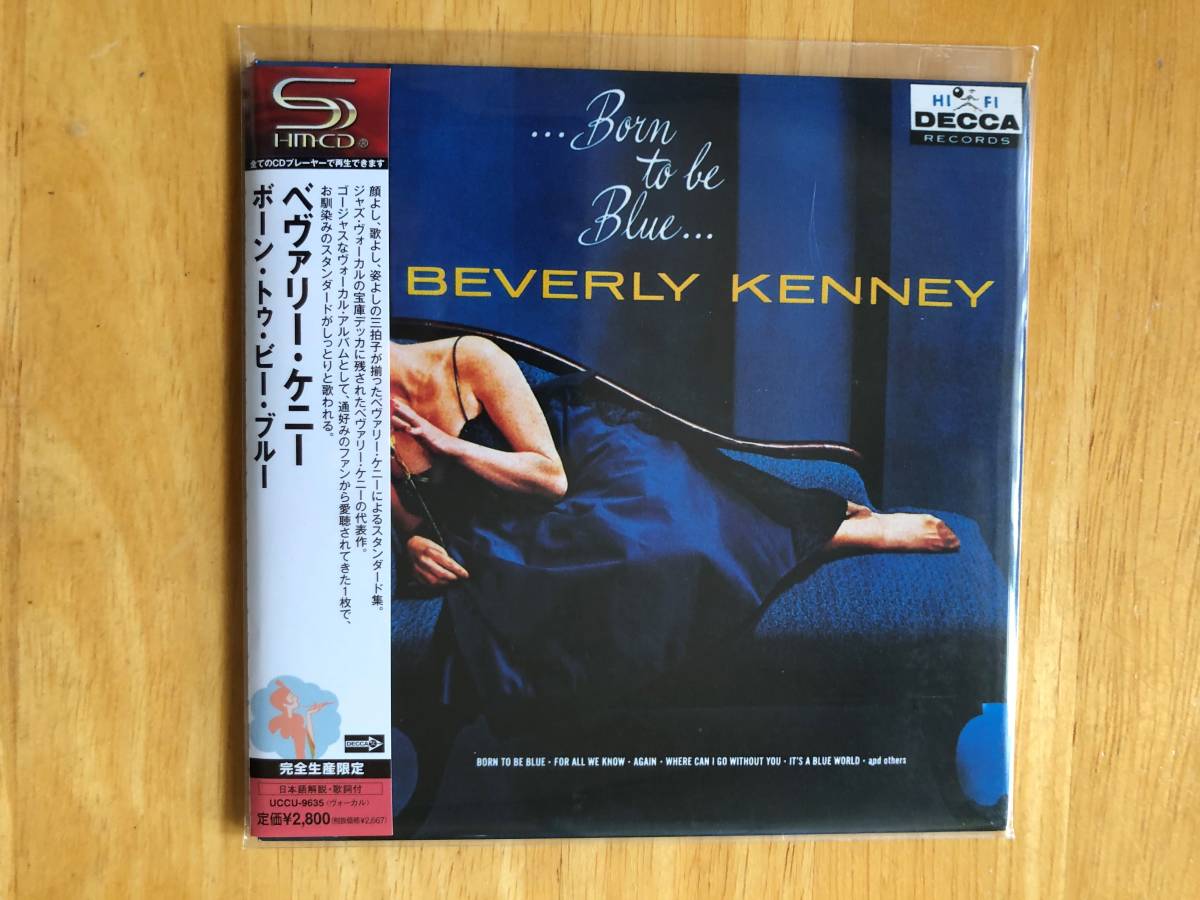 SHM-CD®
全てのCDプレーヤーで再生できます
ベヴァリー・ケニー
ボーン・トゥ・ビー・ブルー
顔よし、歌よし、姿よしの三拍子が揃ったベヴァリー・ケニーによるスタンダード集。
ジャズ・ヴォーカルの宝庫デッカに残されたベヴァリー・ケニーの代表作。
ゴージャスなヴォーカル・アルバムとして、通好みのファンから愛聴されてきた1枚で、
お馴染みのスタンダードがしっとりと歌われる。
DECCA
完全生産限定
日本語解説・歌詞付
UCCU-9635〈ヴォーカル〉
定価¥2,800(税抜価格¥2,667)
...Born
to be
Blue...
HI FI
DECCA
RECORDS
BEVERLY KENNEY
BORN TO BE BLUE · FOR ALL WE KNOW · AGAIN · WHERE CAN I GO WITHOUT YOU · IT'S A BLUE WORLD · and others